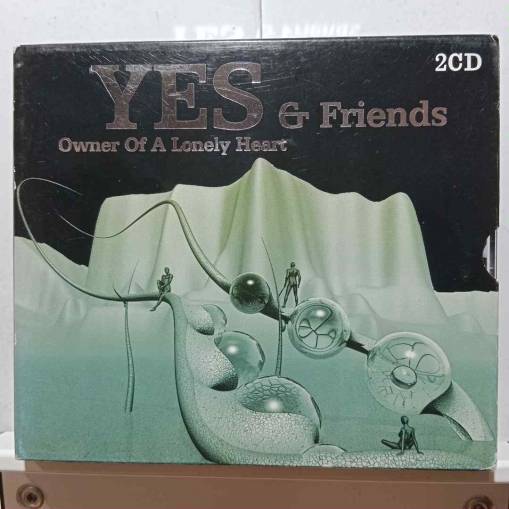 2CD
YES & Friends
Owner Of A Lonely Heart